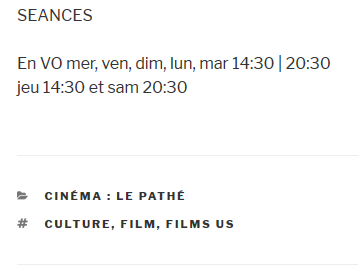 SEANCES
En VO mer, ven, dim, lun, mar 14:30 | 20:30
jeu 14:30 et sam 20:30
CINÉMA : LE PATHÉ
# CULTURE, FILM, FILMS US